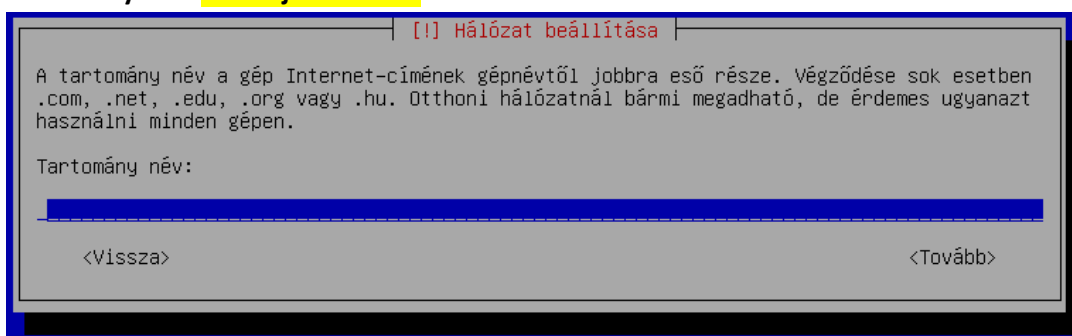 [!] Hálózat beállítása
A tartomány név a gép Internet-címének gépnévtől jobbra eső része. Végződése sok esetben
.com, .net, .edu, .org vagy .hu. Otthoni hálózatnál bármi megadható, de érdemes ugyanazt
használni minden gépen.
Tartomány név:
<Vissza> <Tovább>